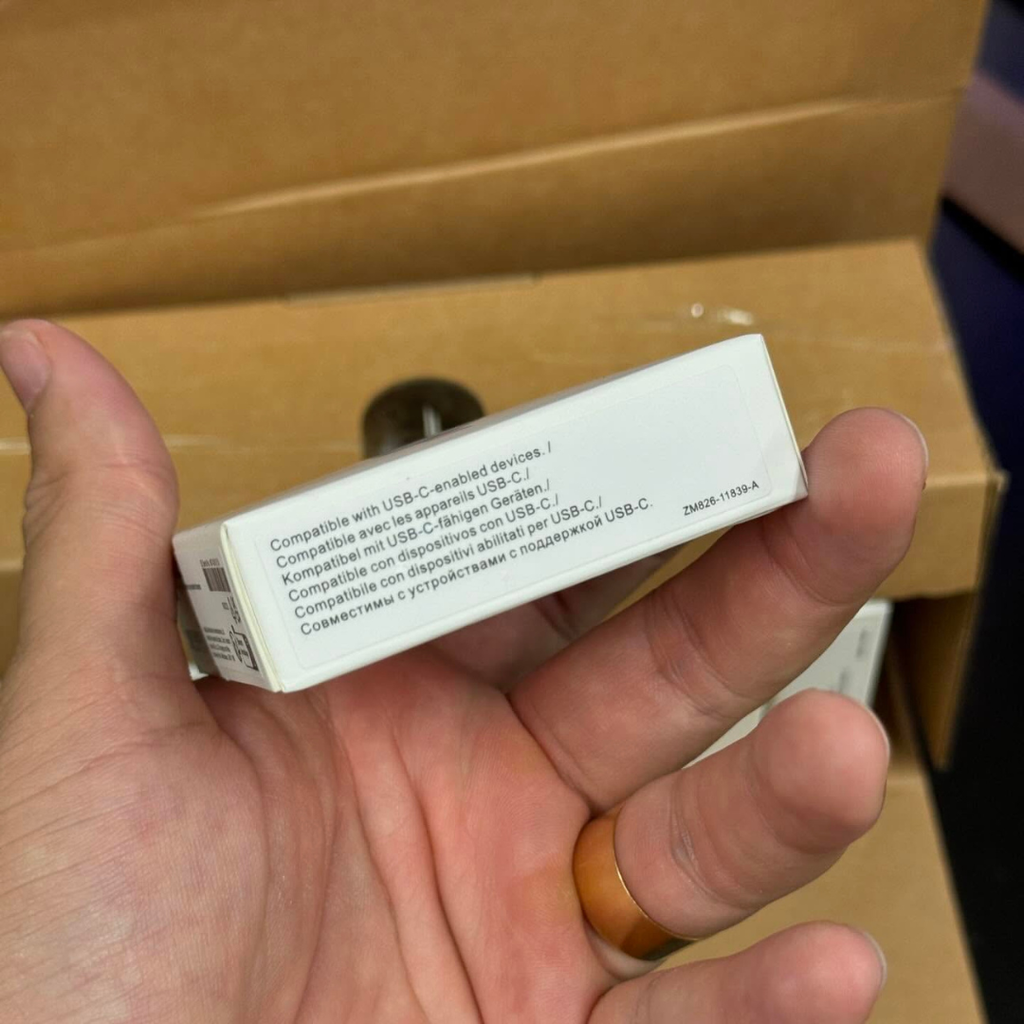 Compatible with USB-C-enabled devices. /
Compatible avec les appareils USB-C./
Kompatibel mit USB-C-fähigen Geräten./
Compatible con dispositivos con USB-C./
Compatibile con dispositivi abilitati per USB-C./
Совместимы с устройствами с поддержкой USB-C.
ZM826-11839-A